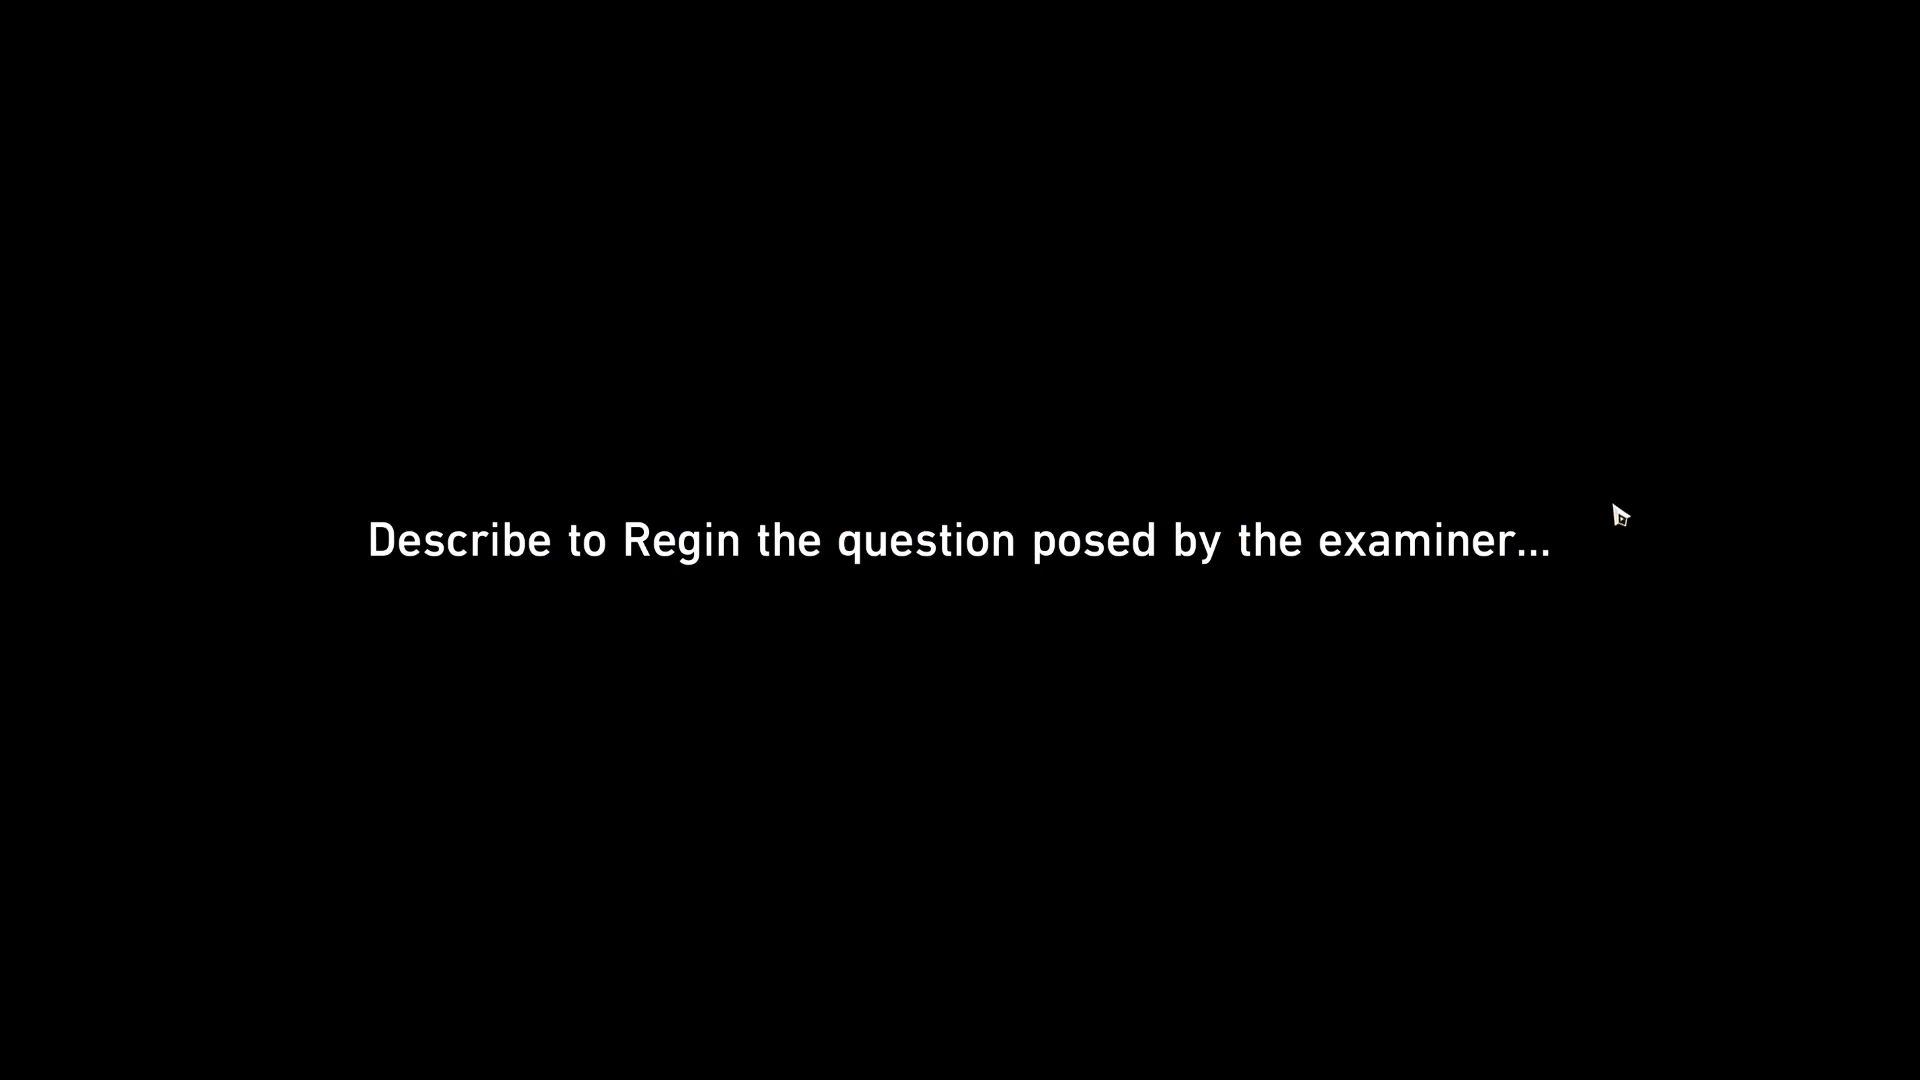 Describe to Regin the question posed by the examiner...